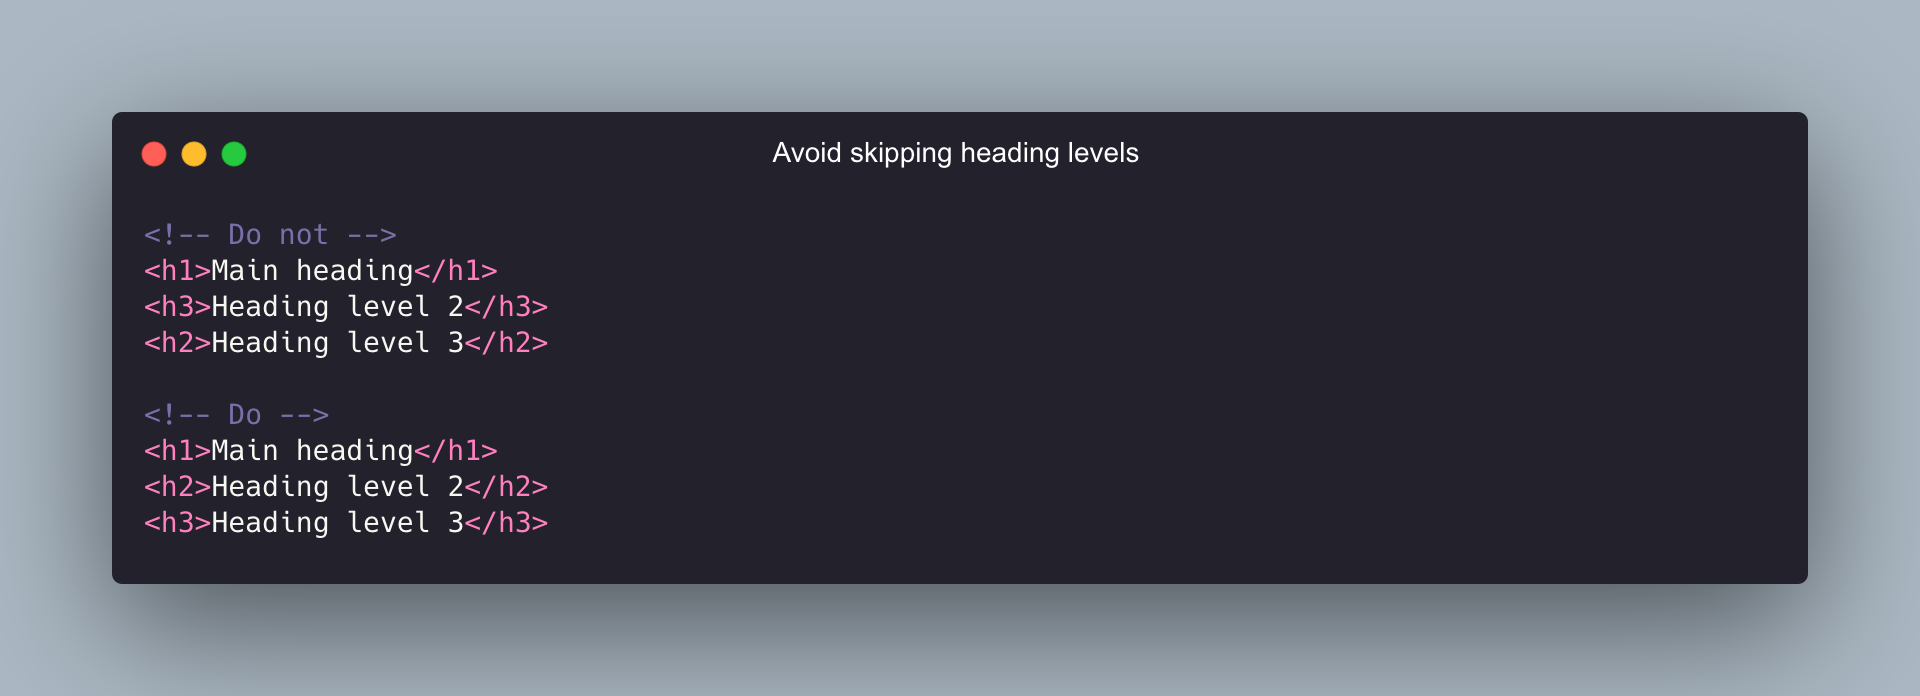 Avoid skipping heading levels
<!-- Do not -->
<h1>Main heading</h1>
<h3>Heading level 2</h3>
<h2>Heading level 3</h2>
<!-- Do -->
<h1>Main heading</h1>
<h2>Heading level 2</h2>
<h3>Heading level 3</h3>